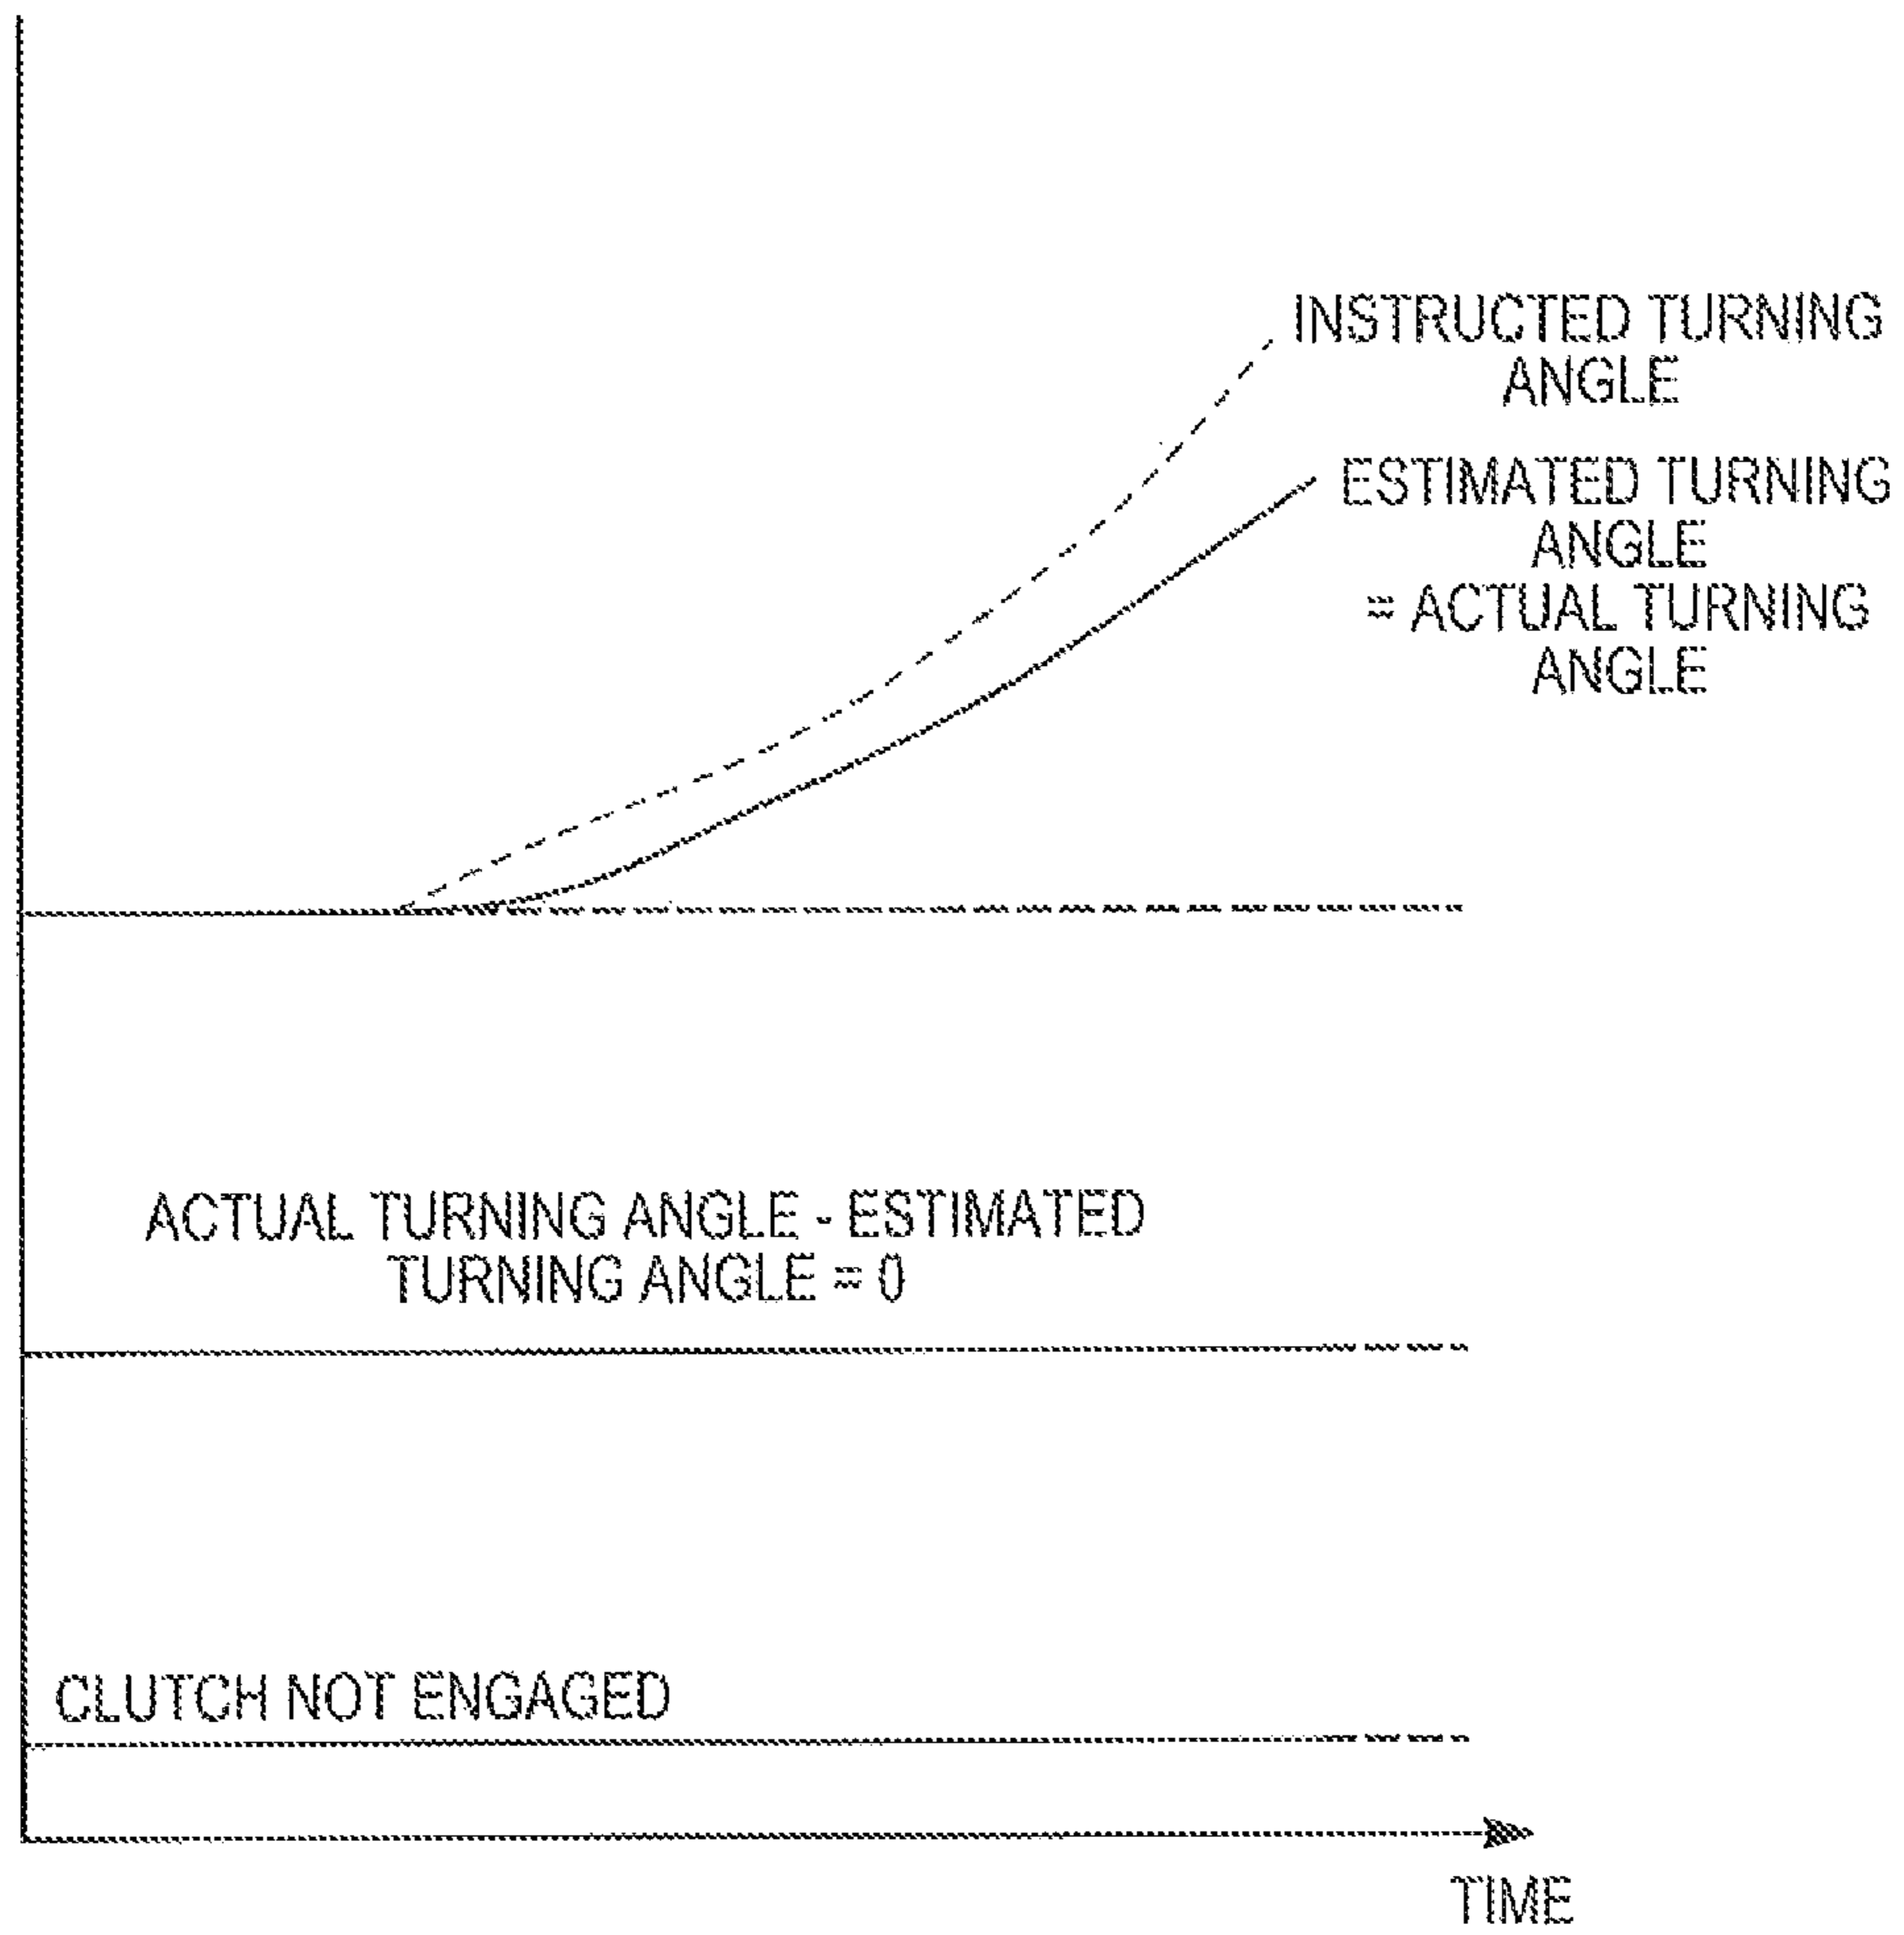 INSTRUCTED TURNING
ANGLE
ESTIMATED TURNING
ANGLE
= ACTUAL TURNING
ANGLE
ACTUAL TURNING ANGLE - ESTIMATED
TURNING ANGLE = 0
CLUTCH NOT ENGAGED
TIME